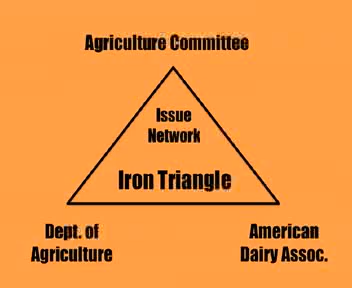 Agriculture Committee
Issue
Network
Iron Triangle
Dept. of
Agriculture
American
Dairy Assoc.